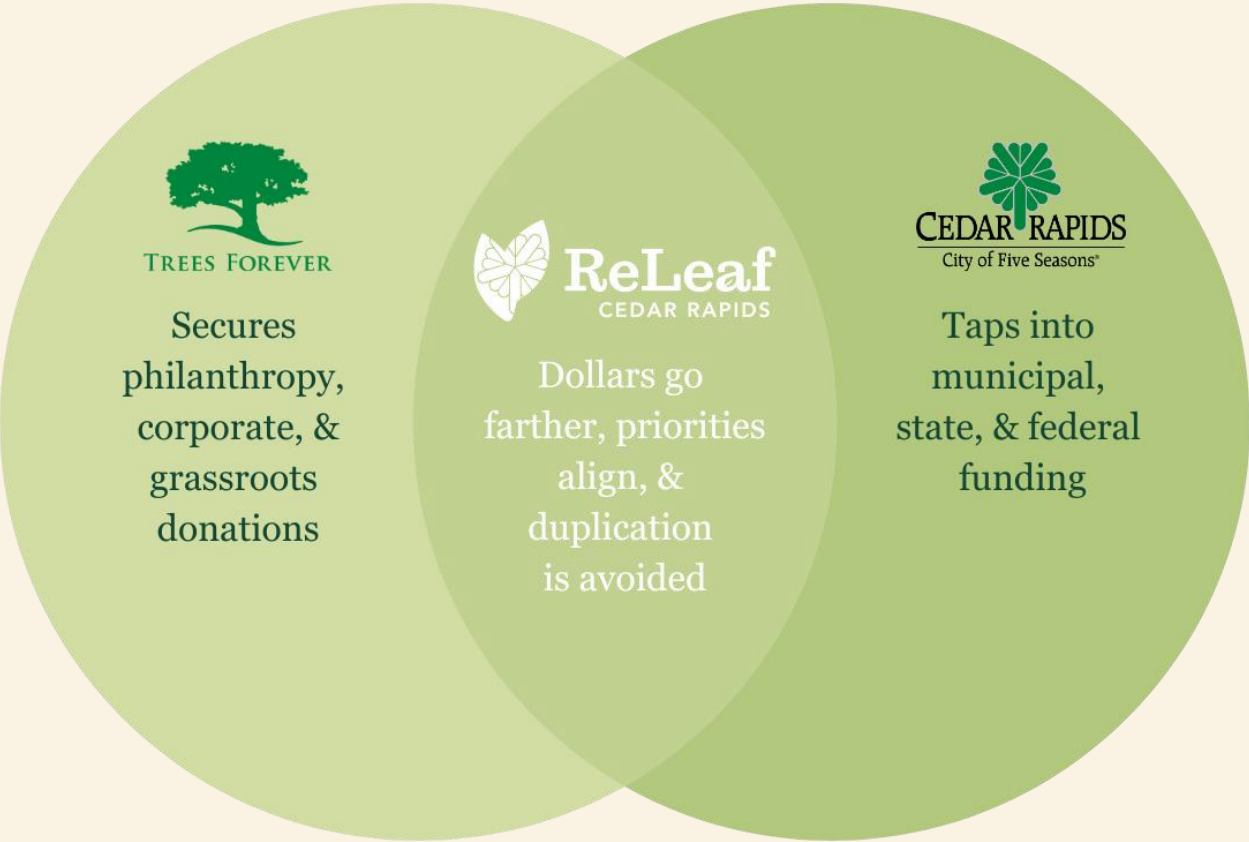 TREES FOREVER
Secures
philanthropy,
corporate, &
grassroots
donations
ReLeaf
CEDAR RAPIDS
Dollars go
farther, priorities
align, &
duplication
is avoided
CEDAR RAPIDS
City of Five Seasons®
Taps into
municipal,
state, & federal
funding